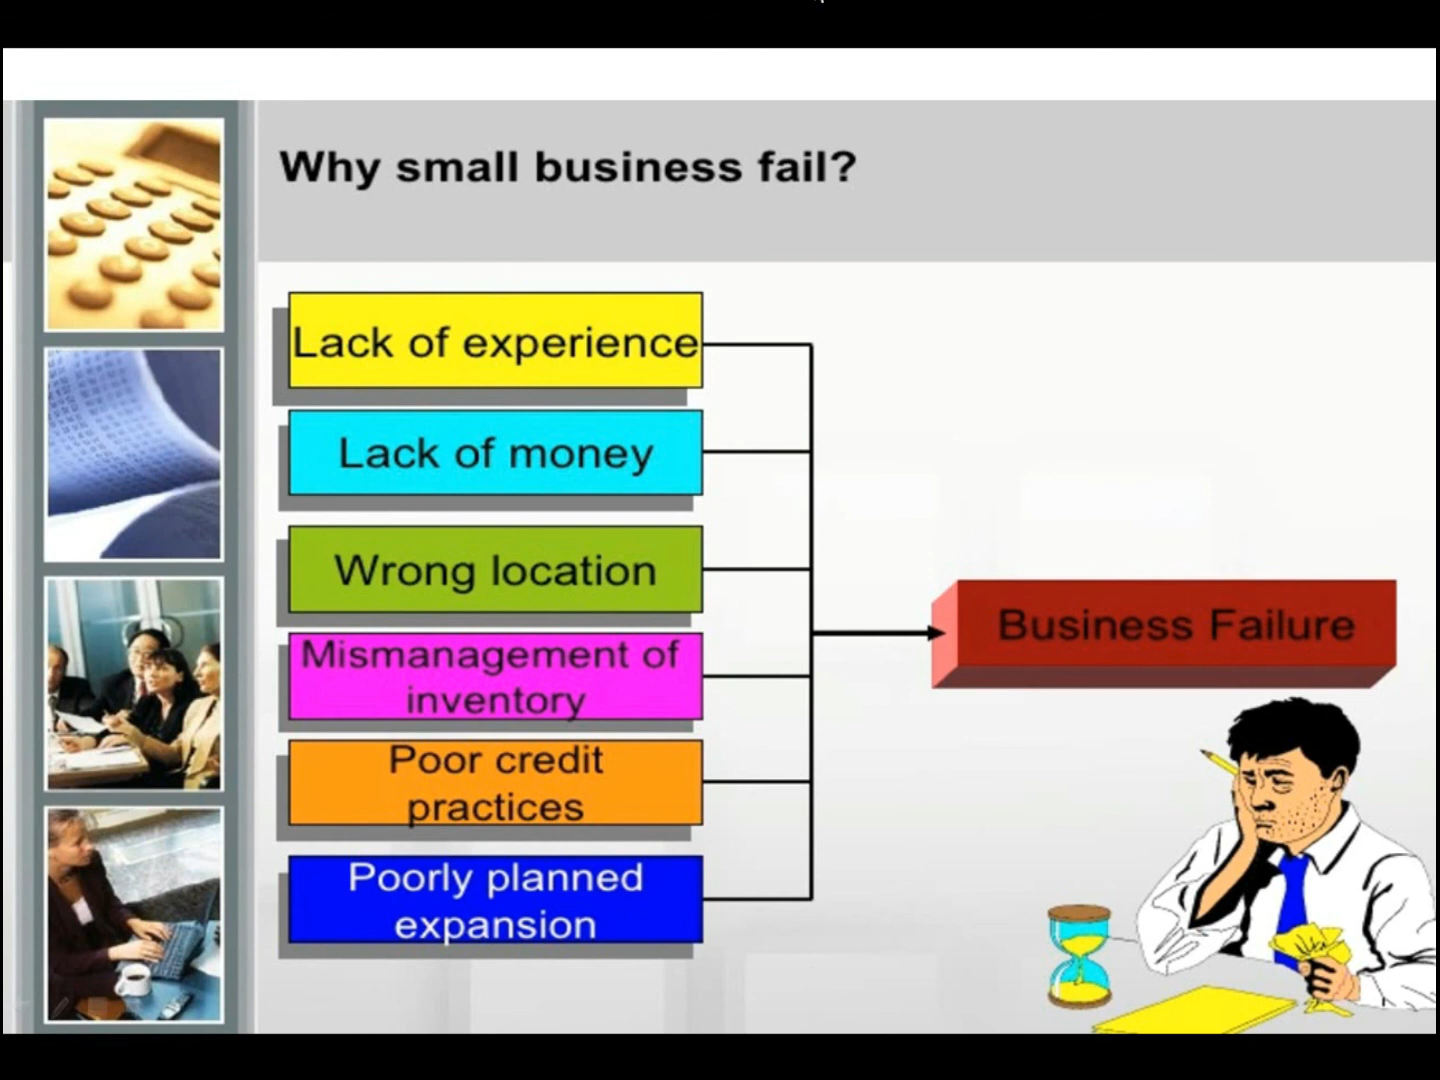 Why small business fail?
Lack of experience
Lack of money
Wrong location
Mismanagement of
inventory
Poor credit
practices
Poorly planned
expansion
Business Failure